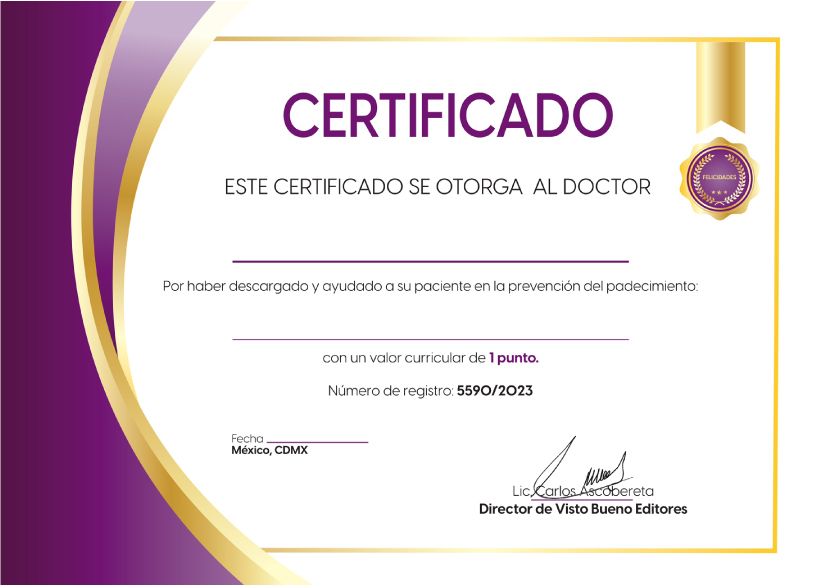 CERTIFICADO
ESTE CERTIFICADO SE OTORGA AL DOCTOR
FELICIDADES
Por haber descargado y ayudado a su paciente en la prevención del padecimiento:
con un valor curricular de 1 punto.
Número de registro: 5590/2023
Fecha
México, CDMX
Lic. Carlos Ascobereta
Director de Visto Bueno Editores